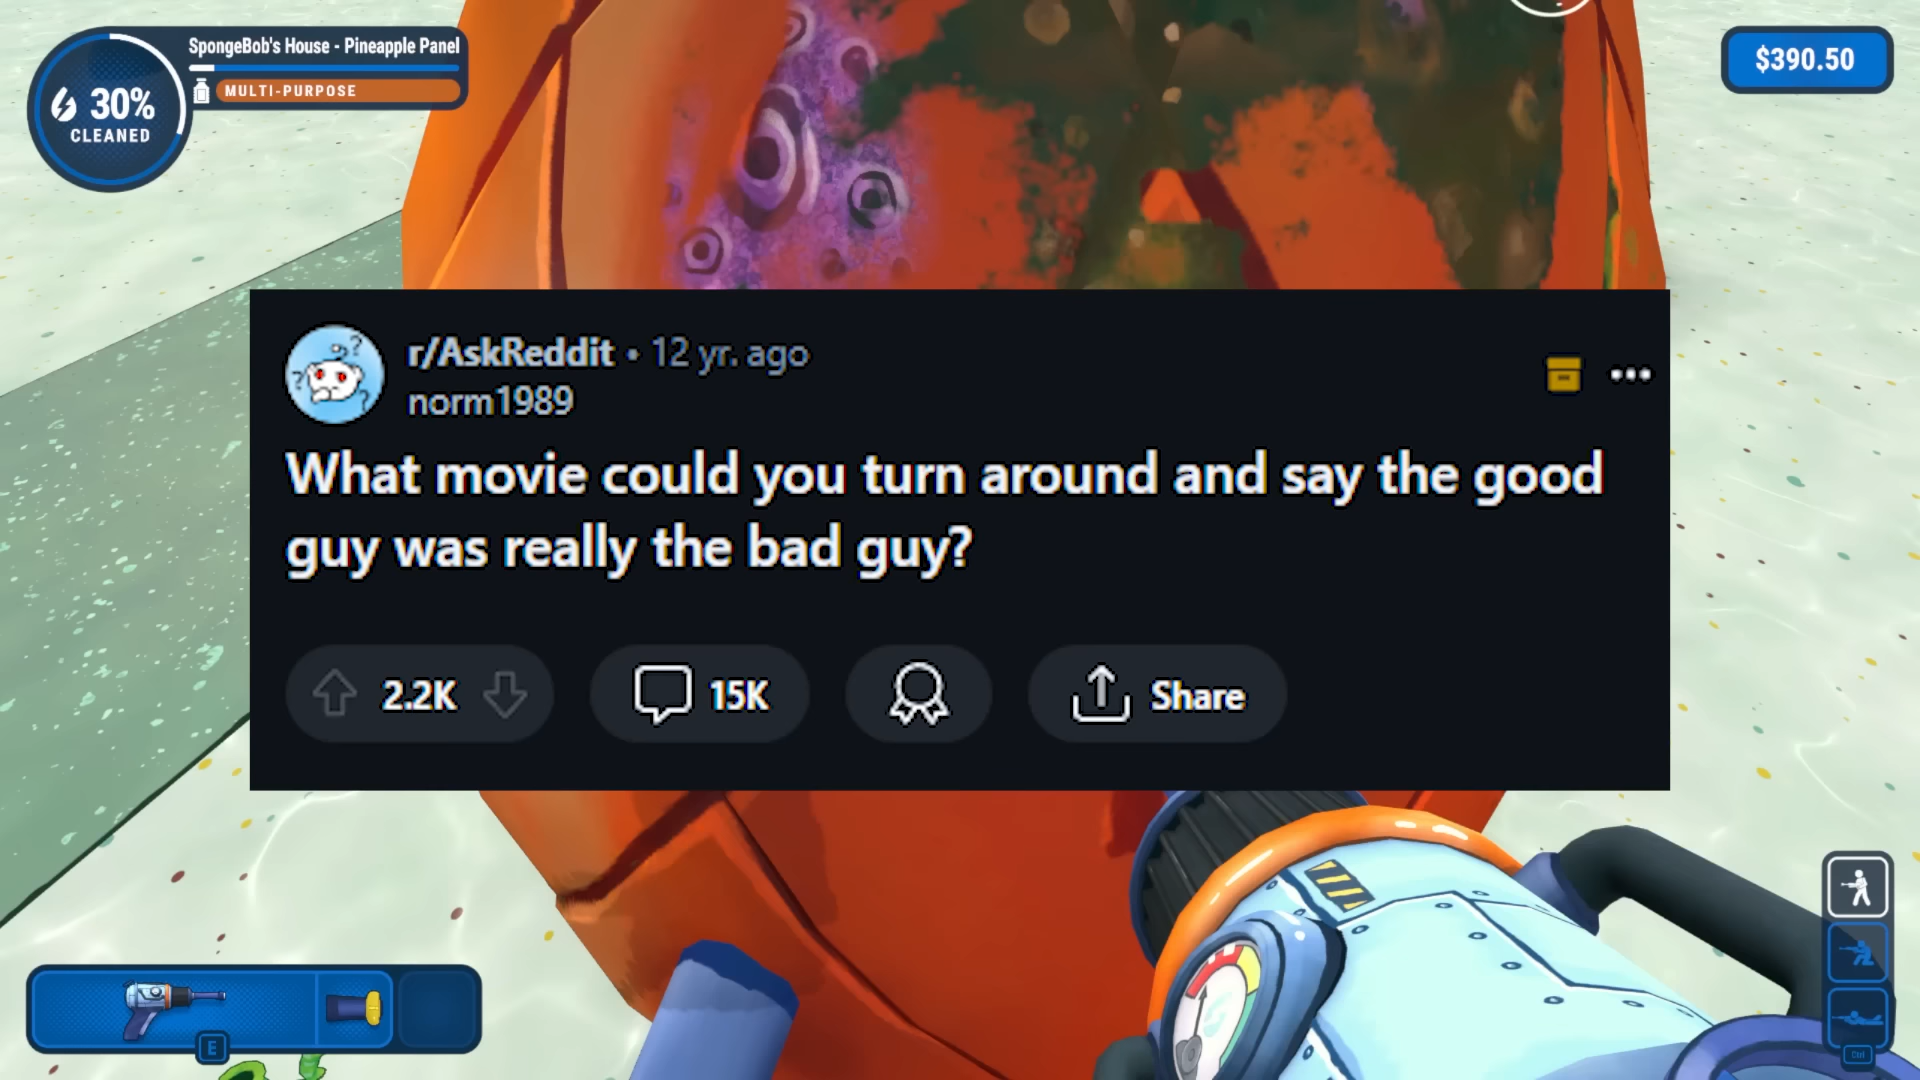 SpongeBob's House - Pineapple Panel
MULTI-PURPOSE
30%
CLEANED
$390.50
r/AskReddit • 12 yr. ago
norm1989
What movie could you turn around and say the good
guy was really the bad guy?
2.2K
15K
Share
E
Ctrl